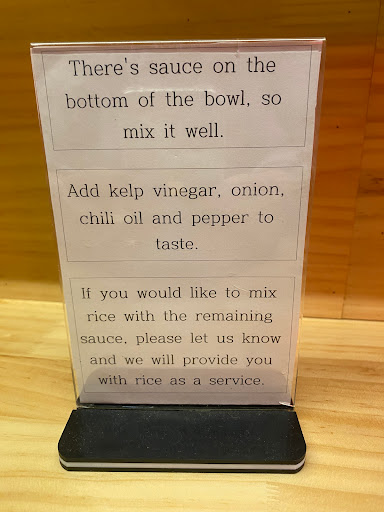 There's sauce on the
bottom of the bowl, so
mix it well.
Add kelp vinegar, onion,
chili oil and pepper to
taste.
If you would like to mix
rice with the remaining
sauce, please let us know
and we will provide you
with rice as a service.